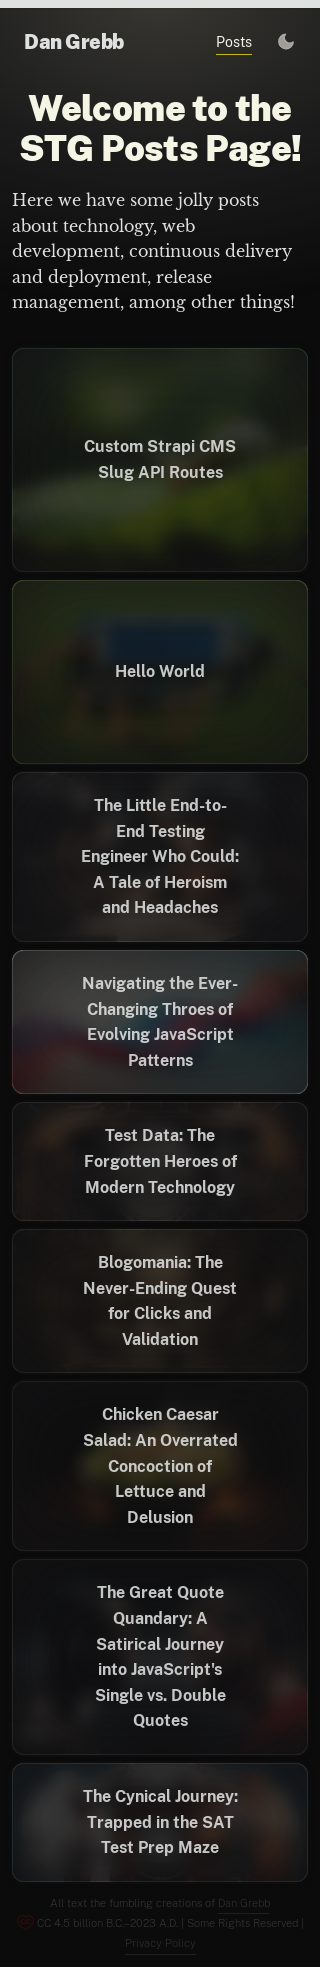 Dan Grebb
Posts
Welcome to the
STG Posts Page!
Here we have some jolly posts
about technology, web
development, continuous delivery
and deployment, release
management, among other things!
Custom Strapi CMS
Slug API Routes
Hello World
The Little End-to-
End Testing
Engineer Who Could:
A Tale of Heroism
and Headaches
Navigating the Ever-
Changing Throes of
Evolving JavaScript
Patterns
Test Data: The
Forgotten Heroes of
Modern Technology
Blogomania: The
Never-Ending Quest
for Clicks and
Validation
Chicken Caesar
Salad: An Overrated
Concoction of
Lettuce and
Delusion
The Great Quote
Quandary: A
Satirical Journey
into JavaScript's
Single vs. Double
Quotes
The Cynical Journey:
Trapped in the SAT
Test Prep Maze
All text the fumbling creations of Dan Grebb
CC 4.5 billion B.C.–2023 A.D. | Some Rights Reserved |
Privacy Policy